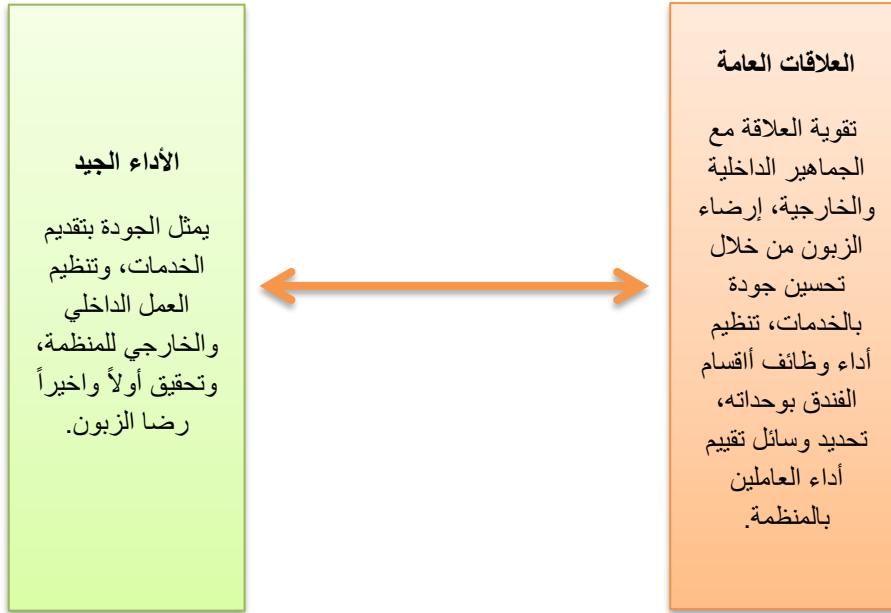 العلاقات العامة
تقوية العلاقة مع
الجماهير الداخلية
والخارجية، إرضاء
الزبون من خلال
تحسين جودة
بالخدمات، تنظيم
أداء وظائف أاقسام
الفندق بوحداته،
تحديد وسائل تقييم
أداء العاملين
بالمنظمة.
الأداء الجيد
يمثل الجودة بتقديم
الخدمات، وتنظيم
العمل الداخلي
والخارجي للمنظمة،
وتحقيق أولاً واخيراً
رضا الزبون.